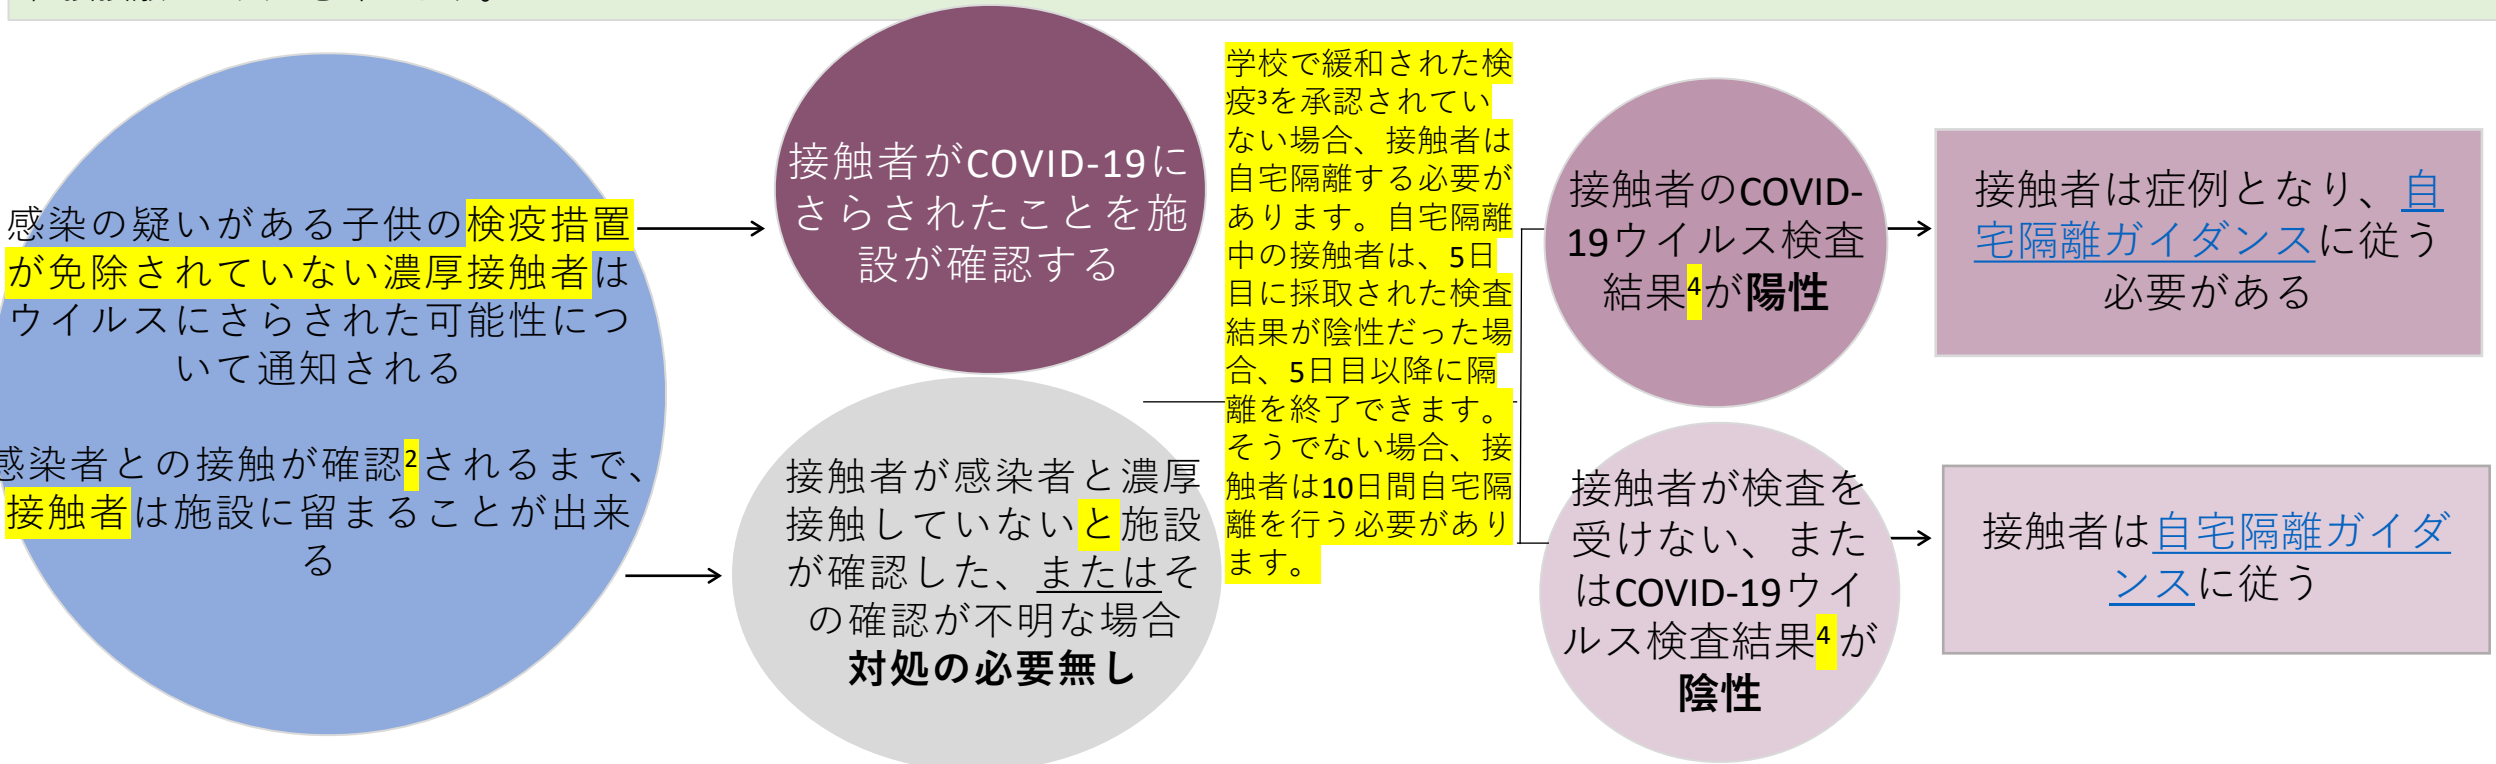 感染の疑いがある子供の検疫措置
が免除されていない濃厚接触者は
ウイルスにさらされた可能性につ
いて通知される
感染者との接触が確認2されるまで、
接触者は施設に留まることが出来
る
接触者がCOVID-19に
さらされたことを施
設が確認する
接触者が感染者と濃厚
接触していないと施設
が確認した、またはそ
の確認が不明な場合
対処の必要無し
学校で緩和された検
疫³を承認されてい
ない場合、接触者は
自宅隔離する必要が
あります。自宅隔離
中の接触者は、5日
目に採取された検査
結果が陰性だった場
合、5日目以降に隔
離を終了できます。
そうでない場合、接
触者は10日間自宅隔
離を行う必要があり
ます。
接触者のCOVID-
19ウイルス検査
結果4が陽性
接触者は症例となり、自
宅隔離ガイダンスに従う
必要がある
接触者が検査を
受けない、また
はCOVID-19ウイ
ルス検査結果4が
陰性
接触者は自宅隔離ガイダ
ンスに従う